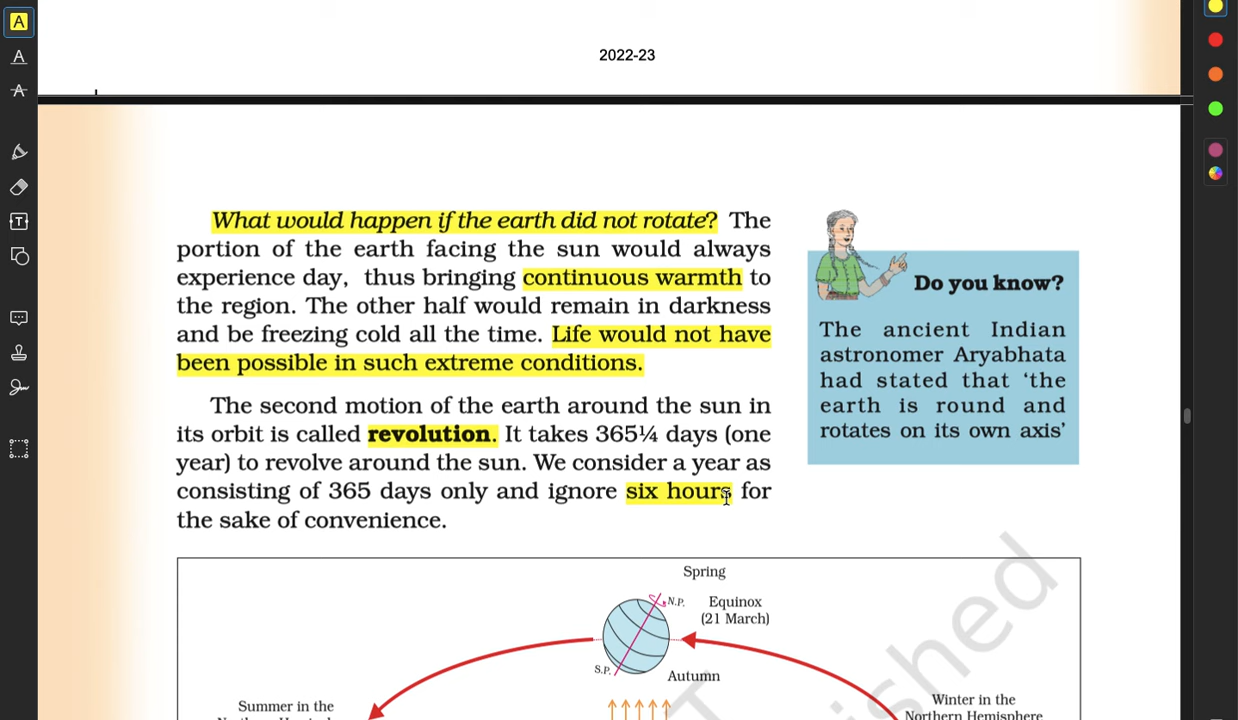 2022-23
What would happen if the earth did not rotate? The
portion of the earth facing the sun would always
experience day, thus bringing continuous warmth to
the region. The other half would remain in darkness
and be freezing cold all the time. Life would not have
been possible in such extreme conditions.
The second motion of the earth around the sun in
its orbit is called revolution. It takes 365¼ days (one
year) to revolve around the sun. We consider a year as
consisting of 365 days only and ignore six hours for
the sake of convenience.
Do you know?
The ancient Indian
astronomer Aryabhata
had stated that ‘the
earth is round and
rotates on its own axis’
Spring
N.P.
Equinox
(21 March)
S.P.
Autumn
Summer in the
Winter in the
Northern Hemisphere